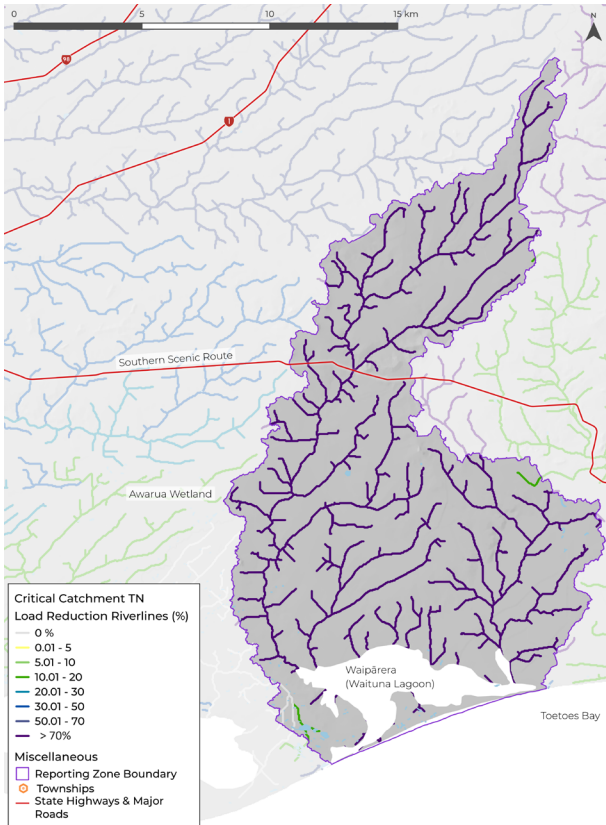 0 5 10 15 km
N
98
1
Southern Scenic Route
Awarua Wetland
Waipārera
(Waituna Lagoon)
Toetoes Bay
Critical Catchment TN
Load Reduction Riverlines (%)
0 %
0.01 - 5
5.01 - 10
10.01 - 20
20.01 - 30
30.01 - 50
50.01 - 70
> 70%
Miscellaneous
Reporting Zone Boundary
Townships
State Highways & Major
Roads